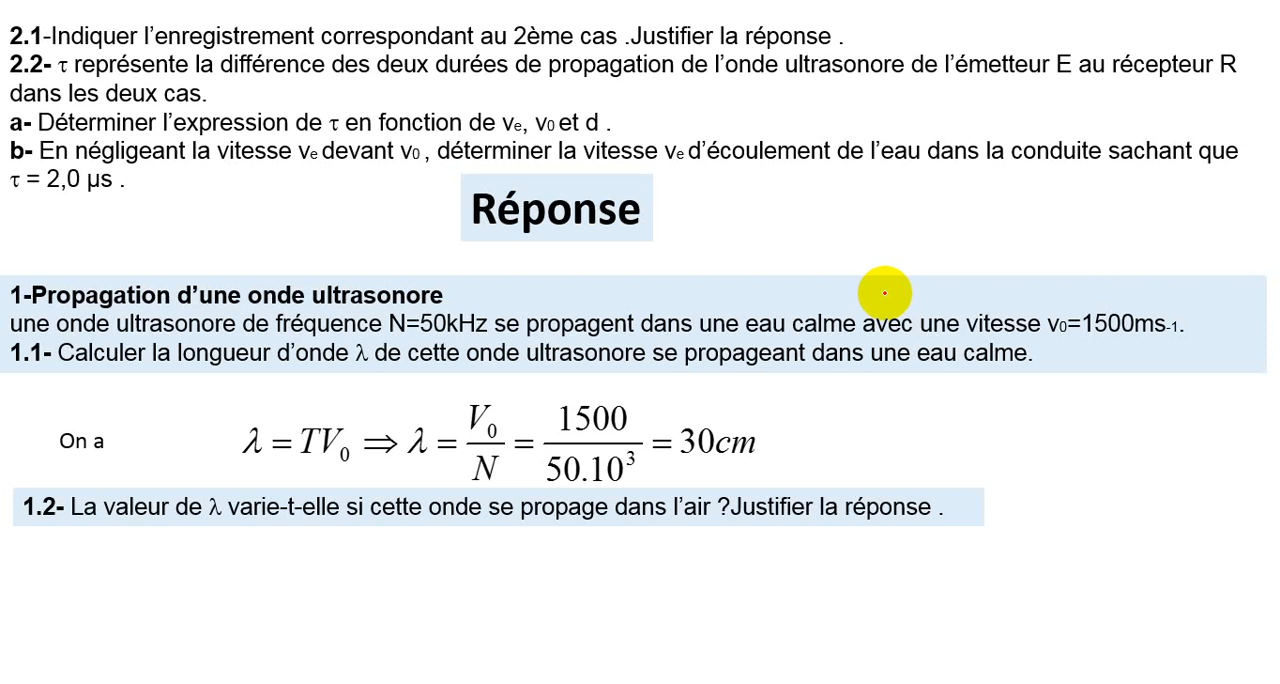 2.1-Indiquer l’enregistrement correspondant au 2ème cas .Justifier la réponse .
2.2- τ représente la différence des deux durées de propagation de l’onde ultrasonore de l’émetteur E au récepteur R
dans les deux cas.
a- Déterminer l’expression de τ en fonction de ve, v0 et d .
b- En négligeant la vitesse ve devant v0 , déterminer la vitesse ve d’écoulement de l’eau dans la conduite sachant que
τ = 2,0 µs .
Réponse
1-Propagation d’une onde ultrasonore
une onde ultrasonore de fréquence N=50kHz se propagent dans une eau calme avec une vitesse v0=1500ms-1.
1.1- Calculer la longueur d’onde λ de cette onde ultrasonore se propageant dans une eau calme.
On a λ = TV0 ⇒ λ = V0/N = 1500/50.10³ = 30cm
1.2- La valeur de λ varie-t-elle si cette onde se propage dans l’air ?Justifier la réponse .